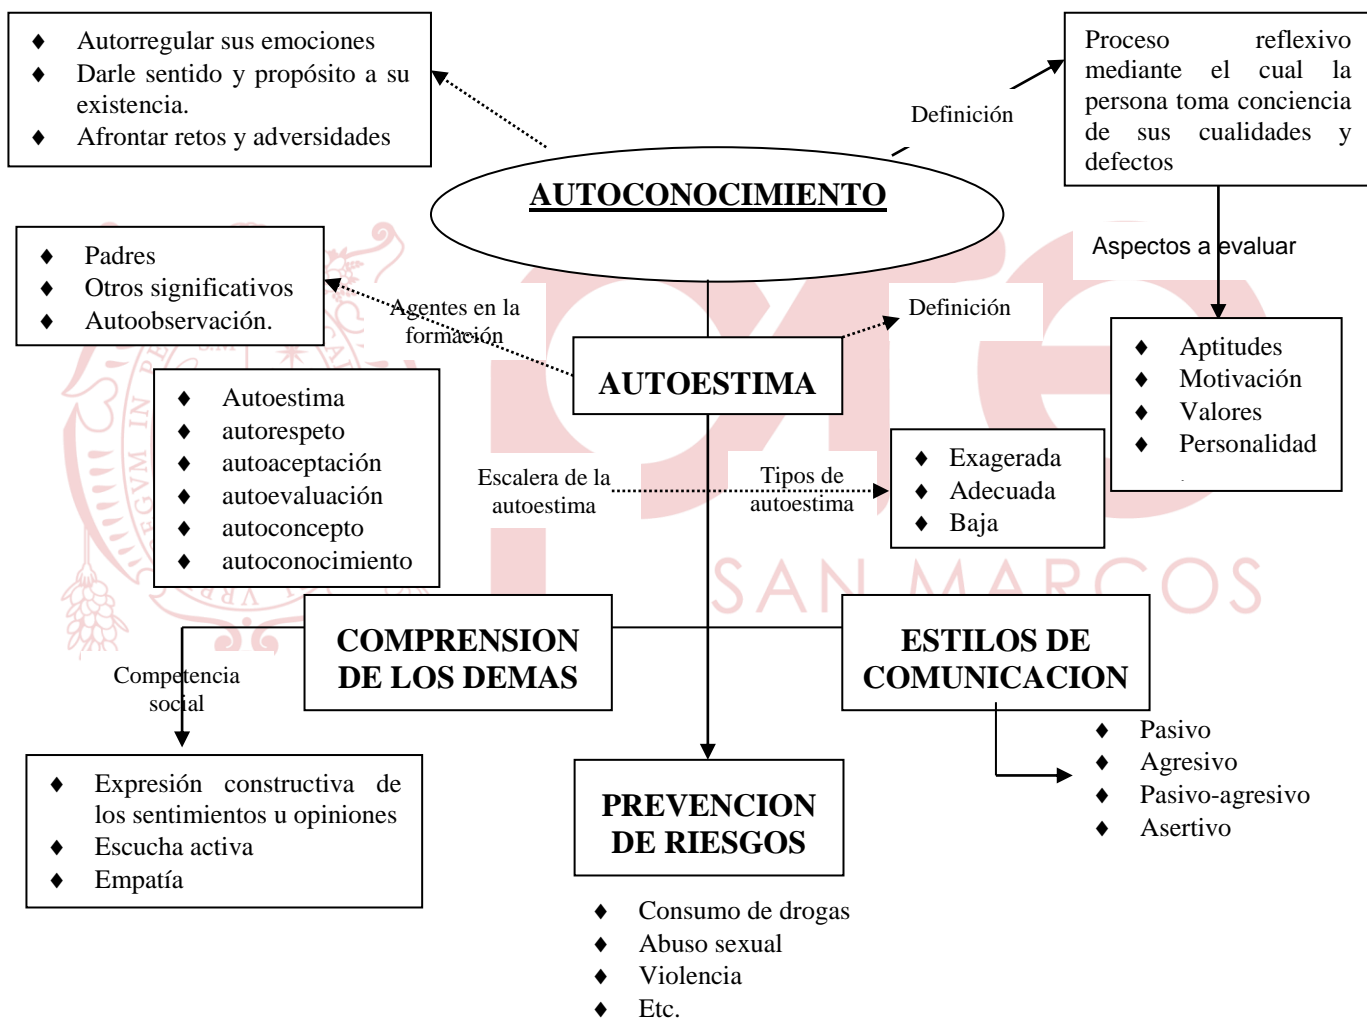 ♦ Autorregular sus emociones
♦ Darle sentido y propósito a su
existencia.
♦ Afrontar retos y adversidades
Definición
Proceso reflexivo
mediante el cual la
persona toma conciencia
de sus cualidades y
defectos
AUTOCONOCIMIENTO
♦ Padres
♦ Otros significativos
♦ Autoobservación.
Agentes en la
formación
Definición
Aspectos a evaluar
AUTOESTIMA
♦ Aptitudes
♦ Motivación
♦ Valores
♦ Personalidad
.
♦ Autoestima
♦ autorespeto
♦ autoaceptación
♦ autoevaluación
♦ autoconcepto
♦ autoconocimiento
Escalera de la
autoestima
Tipos de
autoestima
♦ Exagerada
♦ Adecuada
♦ Baja
SAN MARCOS
COMPRENSION
DE LOS DEMAS
ESTILOS DE
COMUNICACION
Competencia
social
♦ Pasivo
♦ Agresivo
♦ Pasivo-agresivo
♦ Asertivo
♦ Expresión constructiva de
los sentimientos u opiniones
♦ Escucha activa
♦ Empatía
PREVENCION
DE RIESGOS
♦ Consumo de drogas
♦ Abuso sexual
♦ Violencia
♦ Etc.